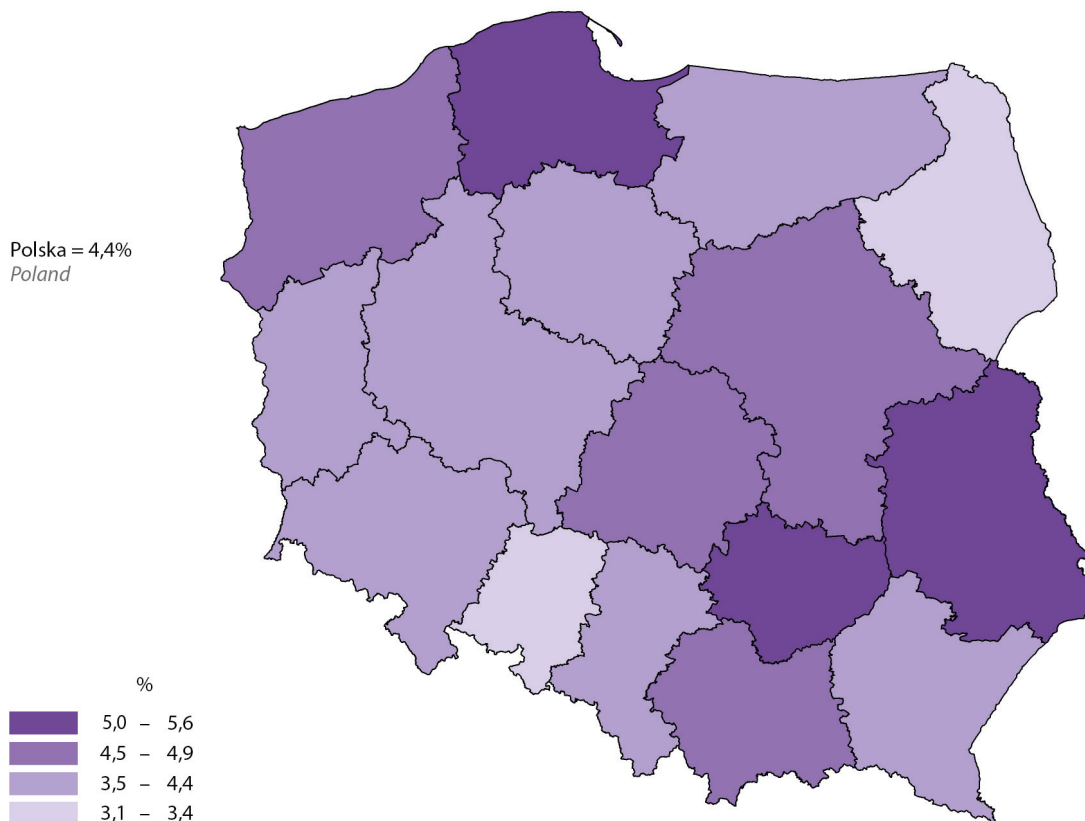 Polska = 4,4%
Poland
%
5,0 – 5,6
4,5 – 4,9
3,5 – 4,4
3,1 – 3,4